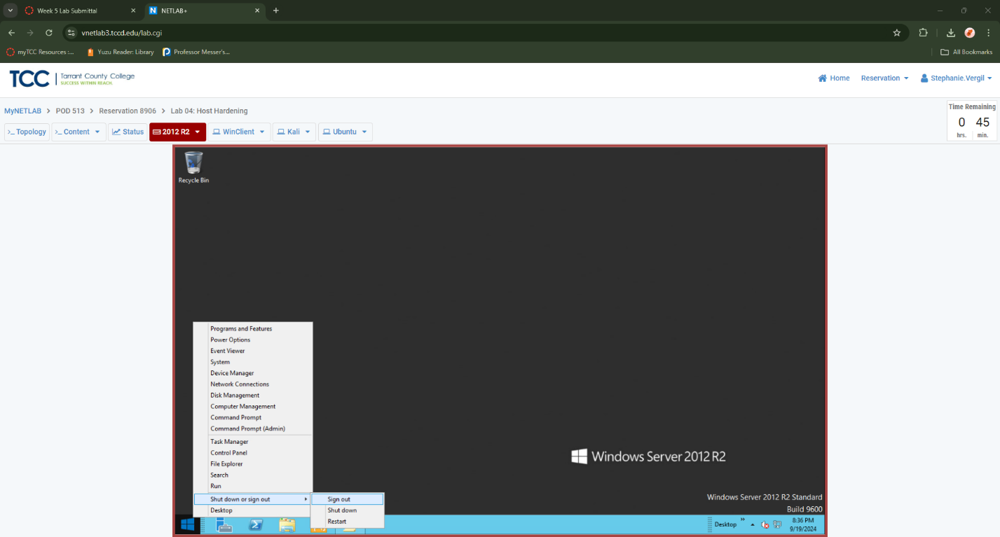 Week 5 Lab Submittal
NETLAB+
vnetlab3.tccd.edu/lab.cgi
myTCC Resources :...
Yuzu Reader: Library
Professor Messer's...
All Bookmarks
TCC
Tarrant County College
SUCCESS WITHIN REACH.
Home
Reservation
Stephanie.Vergil
MyNETLAB > POD 513 > Reservation 8906 > Lab 04: Host Hardening
Time Remaining
0 45
hrs. min.
>_ Topology
>_ Content
Status
2012 R2
WinClient
Kali
Ubuntu
Recycle Bin
Programs and Features
Power Options
Event Viewer
System
Device Manager
Network Connections
Disk Management
Computer Management
Command Prompt
Command Prompt (Admin)
Task Manager
Control Panel
File Explorer
Search
Run
Shut down or sign out
Desktop
Sign out
Shut down
Restart
Windows Server 2012 R2
Windows Server 2012 R2 Standard
Build 9600
Desktop
8:36 PM
9/19/2024